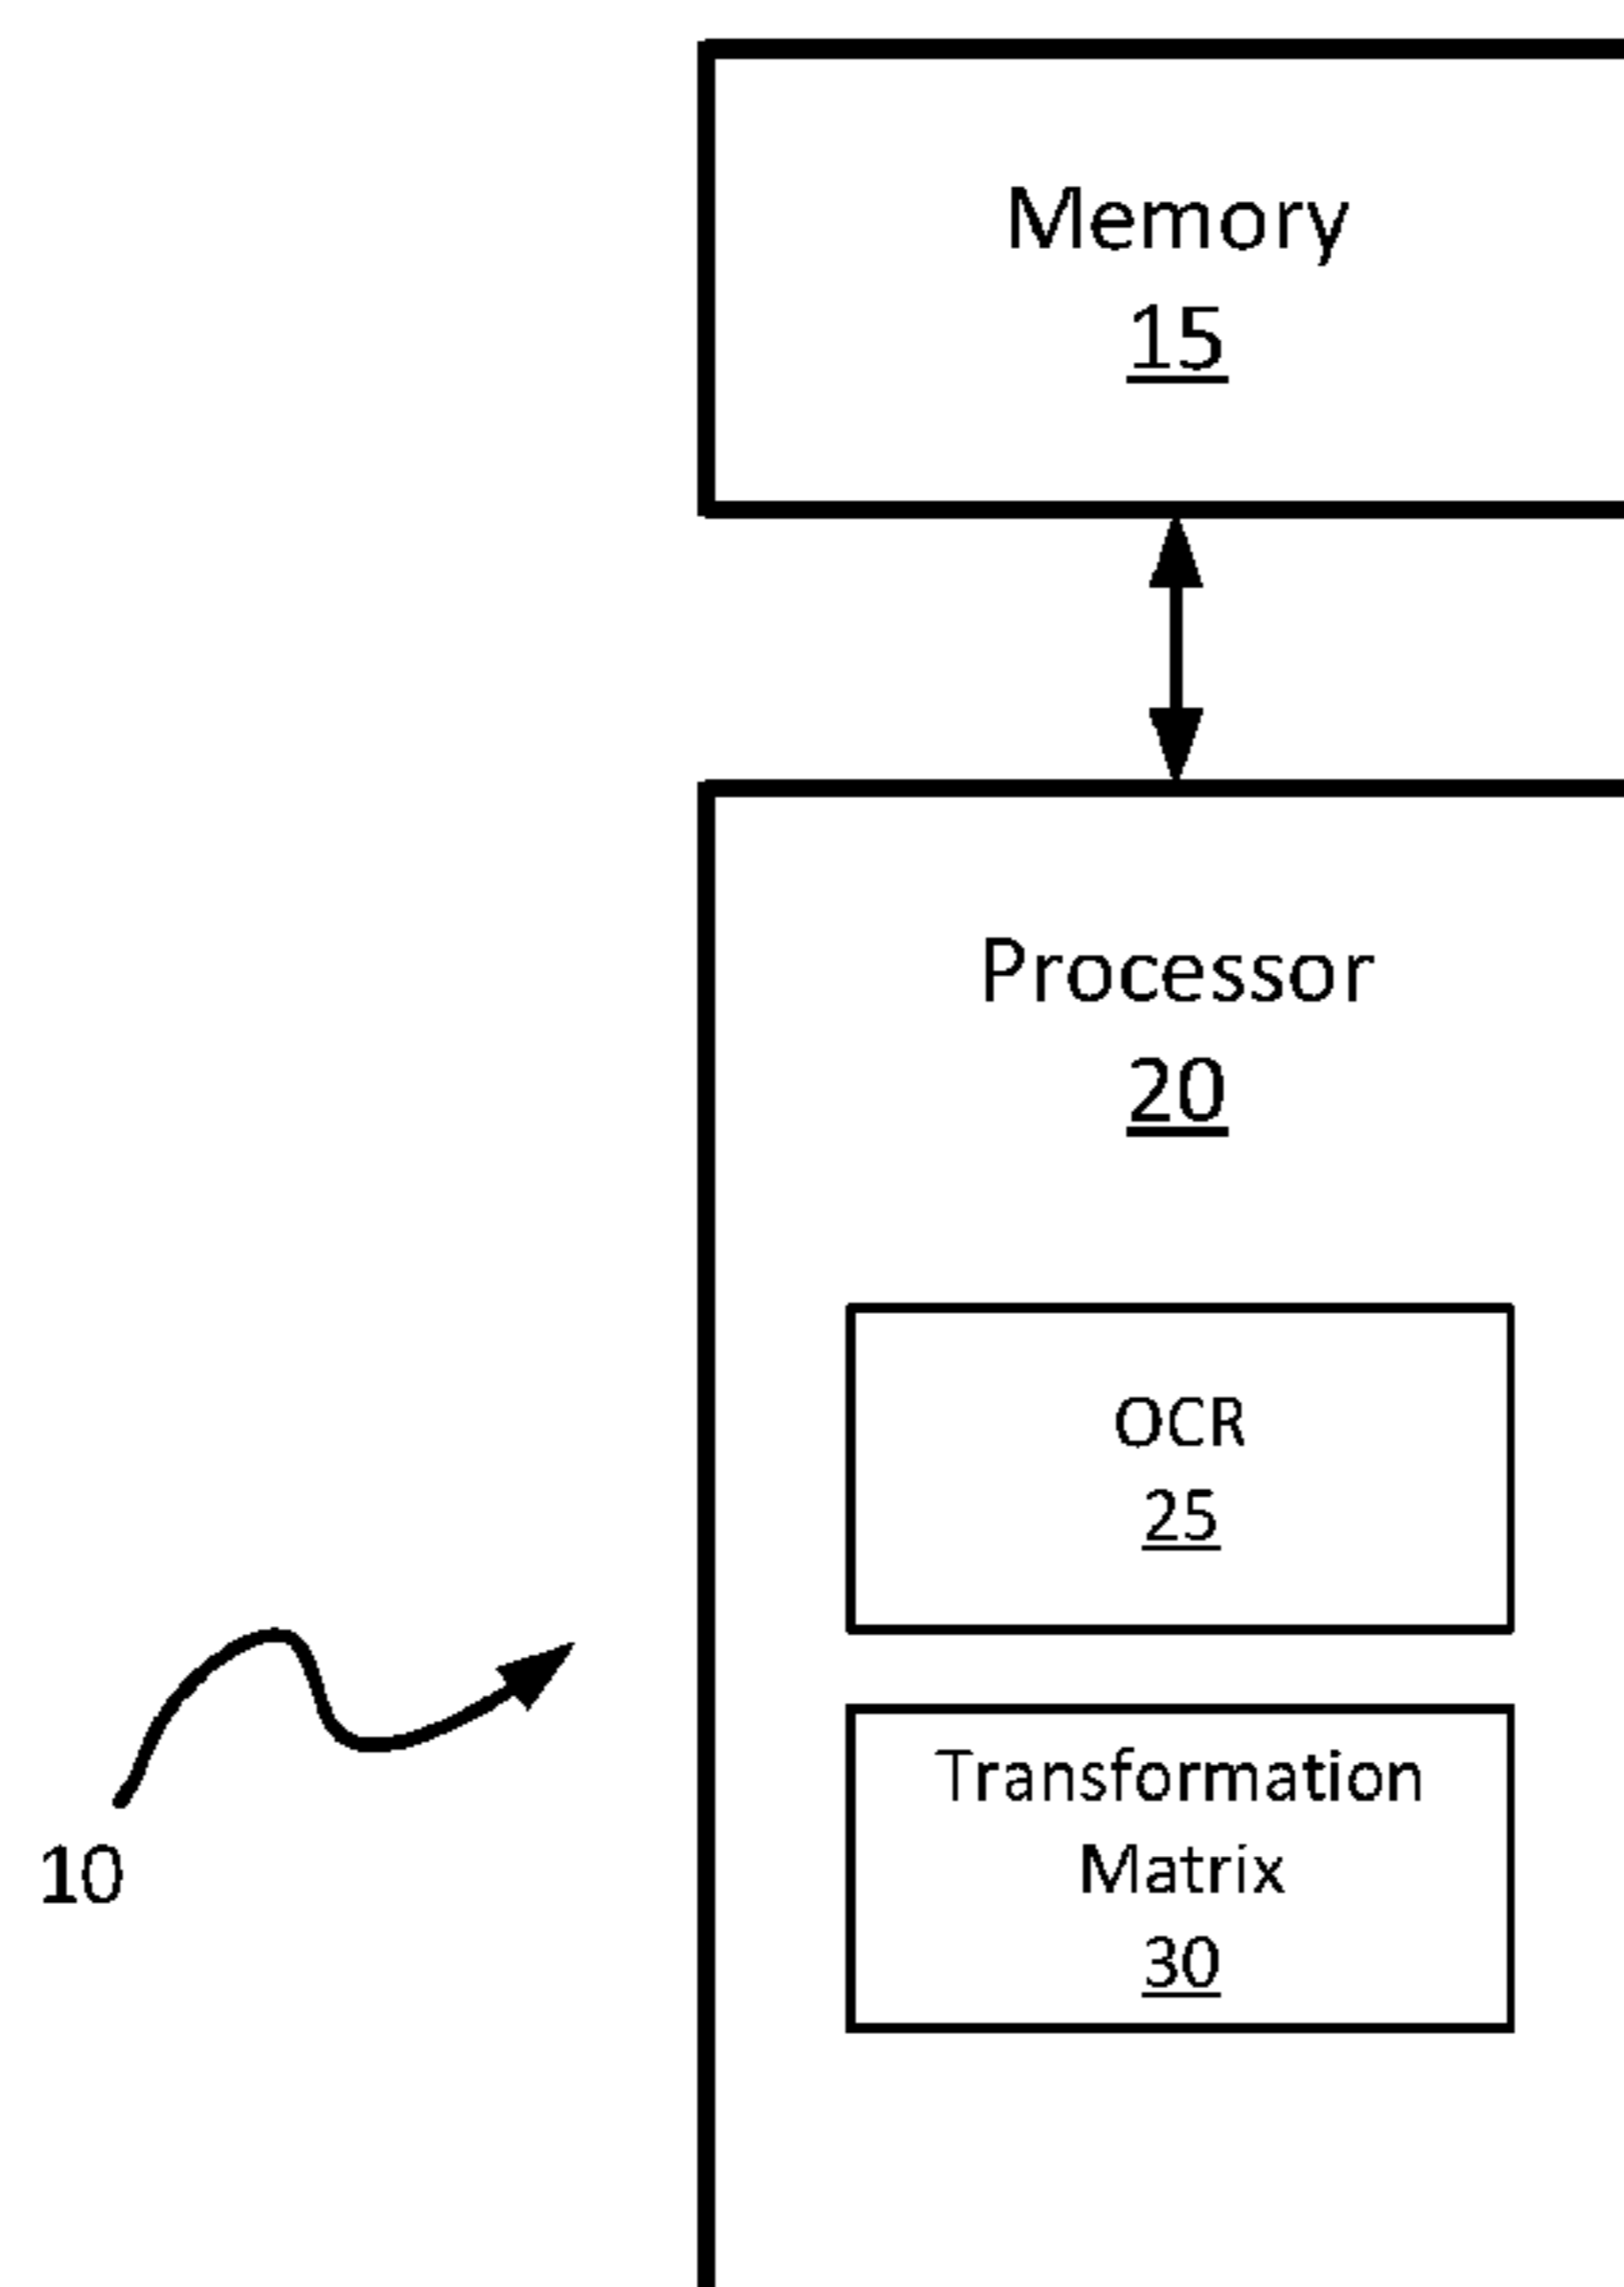 Memory
15
Processor
20
OCR
25
Transformation
Matrix
30
10